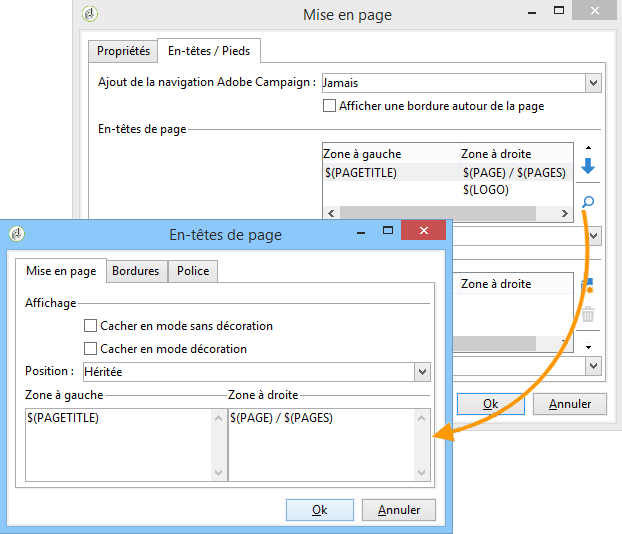 Mise en page
Propriétés En-têtes / Pieds
Ajout de la navigation Adobe Campaign : Jamais
Afficher une bordure autour de la page
En-têtes de page
Zone à gauche Zone à droite
$(PAGETITLE) $(PAGE) / $(PAGES)
$(LOGO)
Zone à droite
Ok Annuler
En-têtes de page
Mise en page Bordures Police
Affichage
Cacher en mode sans décoration
Cacher en mode décoration
Position : Héritée
Zone à gauche Zone à droite
$(PAGETITLE) $(PAGE) / $(PAGES)
Ok Annuler